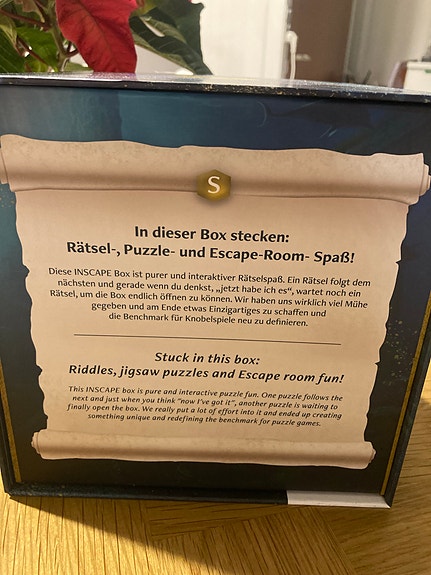 S
In dieser Box stecken:
Rätsel-, Puzzle- und Escape-Room- Spaß!
Diese INSCAPE Box ist purer und interaktiver Rätselspaß. Ein Rätsel folgt dem
nächsten und gerade wenn du denkst, „jetzt habe ich es“, wartet noch ein
Rätsel, um die Box endlich öffnen zu können. Wir haben uns wirklich viel Mühe
gegeben und am Ende etwas Einzigartiges zu schaffen und
die Benchmark für Knobelspiele neu zu definieren.
Stuck in this box:
Riddles, jigsaw puzzles and Escape room fun!
This INSCAPE box is pure and interactive puzzle fun. One puzzle follows the
next and just when you think "now I've got it", another puzzle is waiting to
finally open the box. We really put a lot of effort into it and ended up creating
something unique and redefining the benchmark for puzzle games.